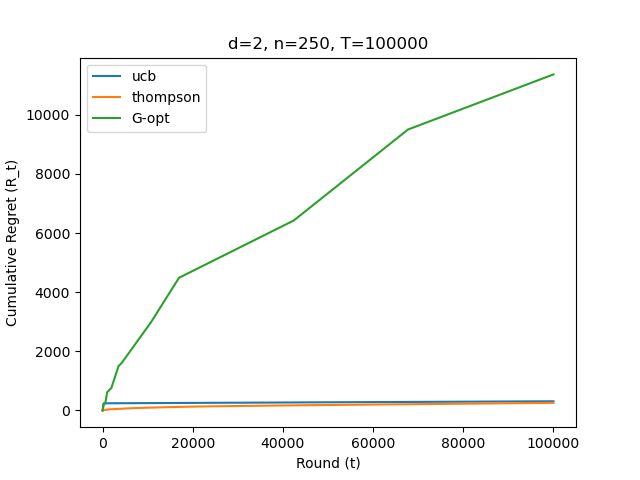 d=2, n=250, T=100000
ucb
thompson
G-opt
Cumulative Regret (R_t)
10000
8000
6000
4000
2000
0
0 20000 40000 60000 80000 100000
Round (t)